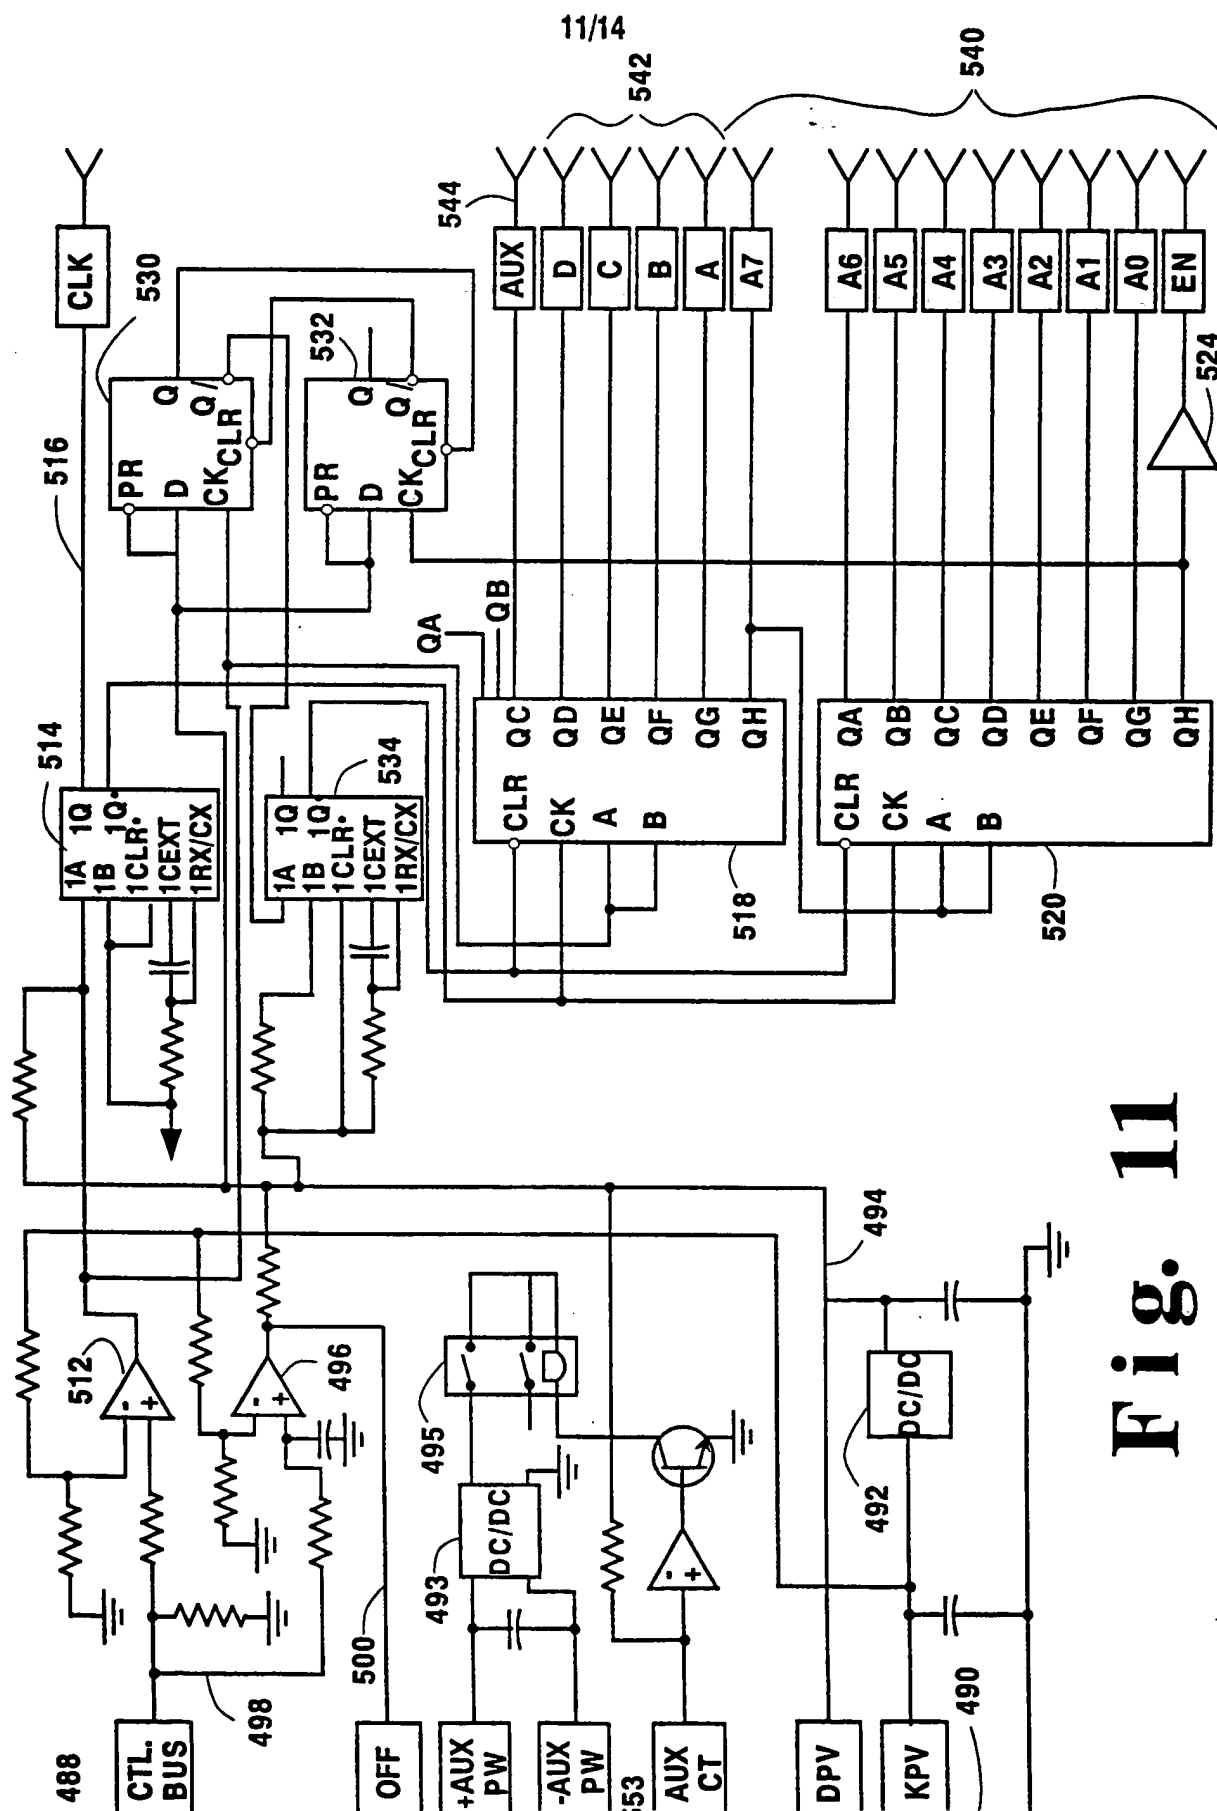 11/14
540
542
544
CLK
530
516
514
532
534
524
518
520
PR
D
CK
CLR
Q
Q/
PR
D
CK
CLR
Q
Q/
1A
1B
1CLR*
1CEXT
1RX/CX
1Q
1Q*
1A
1B
1CLR*
1CEXT
1RX/CX
1Q
1Q*
QA
QB
CLR
CK
A
B
QC
QD
QE
QF
QG
QH
CLR
CK
A
B
QA
QB
QC
QD
QE
QF
QG
QH
AUX
D
C
B
A
A7
A6
A5
A4
A3
A2
A1
A0
EN
512
-
+
496
-
+
495
493
DC/DC
-
+
494
492
DC/DC
488
CTL.
BUS
498
500
OFF
+AUX
PW
-AUX
PW
553
AUX
CT
DPV
KPV
490
Fig. 11